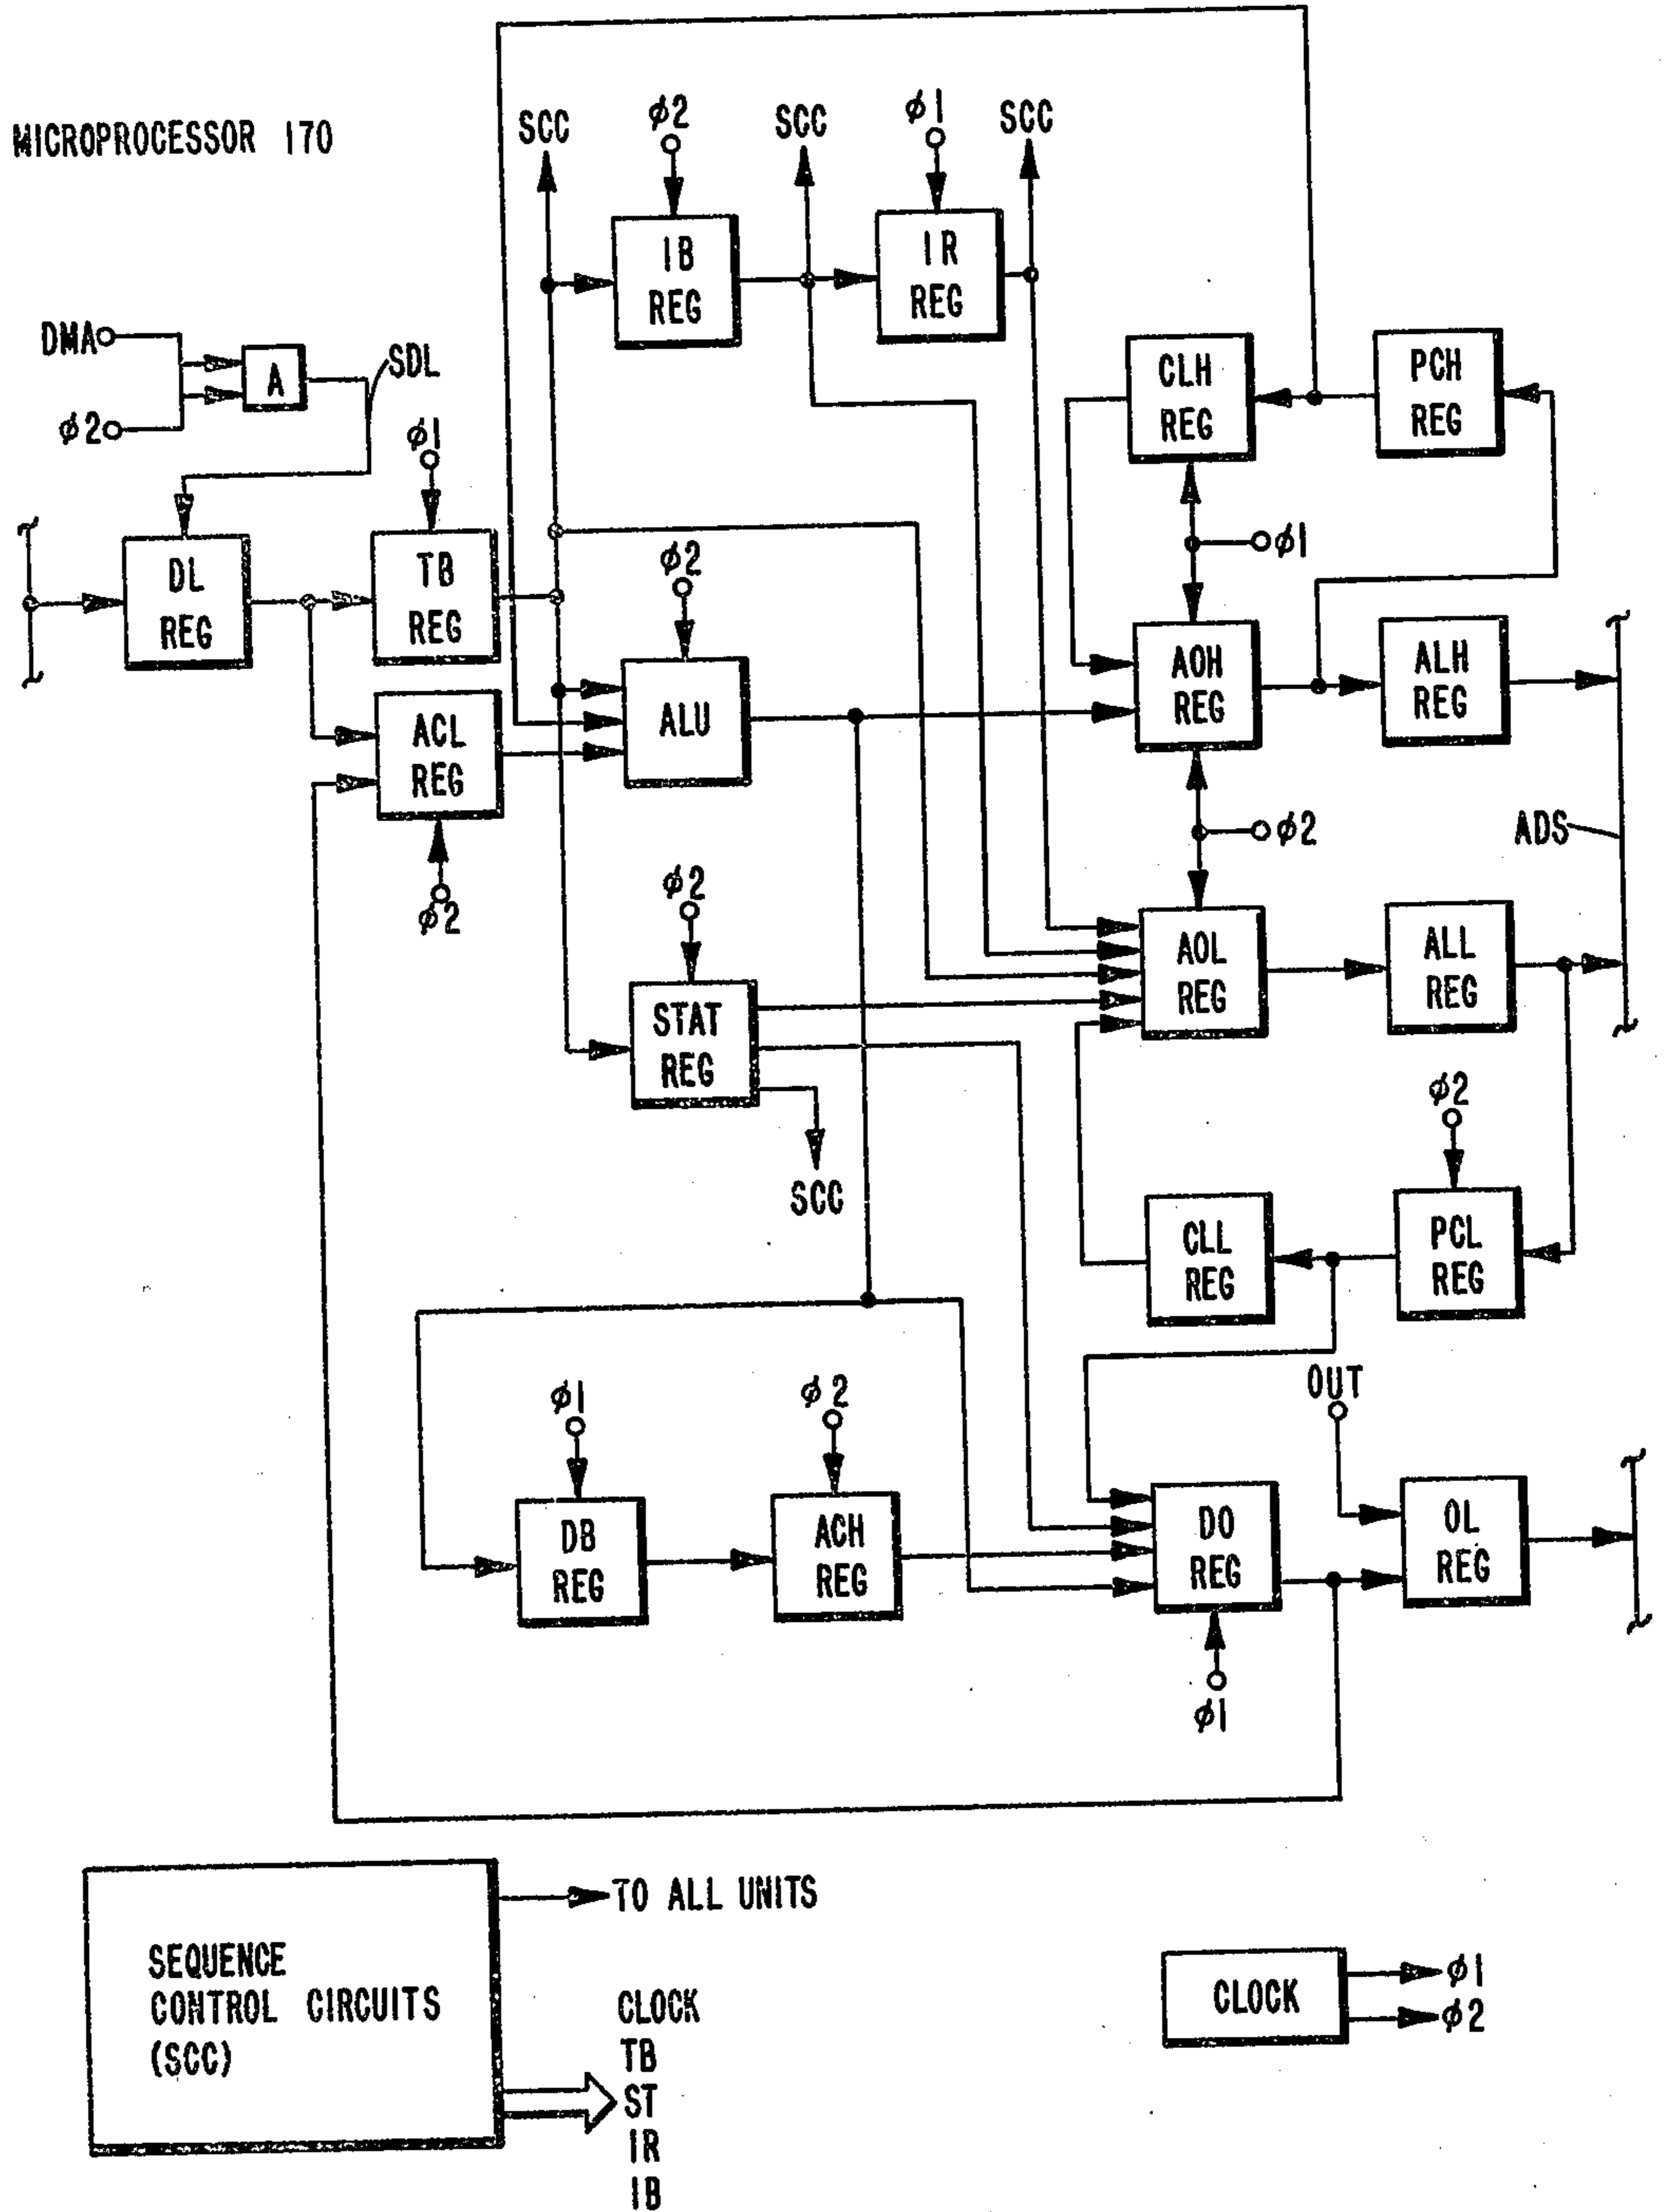 MICROPROCESSOR 170
SCC
ϕ2
SCC
ϕ1
SCC
IB
REG
IR
REG
DMA
A
SDL
ϕ2
ϕ1
CLH
REG
PCH
REG
ϕ1
DL
REG
TB
REG
ϕ2
ALU
AOH
REG
ALH
REG
ACL
REG
ϕ2
ϕ2
ADS
ϕ2
STAT
REG
AOL
REG
ALL
REG
SCC
ϕ2
CLL
REG
PCL
REG
OUT
ϕ1
ϕ2
DB
REG
ACH
REG
DO
REG
OL
REG
ϕ1
SEQUENCE
CONTROL CIRCUITS
(SCC)
TO ALL UNITS
CLOCK
TB
ST
IR
IB
CLOCK
ϕ1
ϕ2